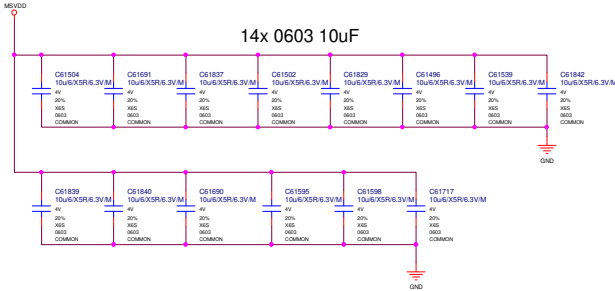 MSVDD
14x 0603 10uF
C61504
10u/6/X5R/6.3V/M
4V
20%
X6S
0603
COMMON
C61691
10u/6/X5R/6.3V/M
4V
20%
X6S
0603
COMMON
C61837
10u/6/X5R/6.3V/M
4V
20%
X6S
0603
COMMON
C61502
10u/6/X5R/6.3V/M
4V
20%
X6S
0603
COMMON
C61829
10u/6/X5R/6.3V/M
4V
20%
X6S
0603
COMMON
C61496
10u/6/X5R/6.3V/M
4V
20%
X6S
0603
COMMON
C61539
10u/6/X5R/6.3V/M
4V
20%
X6S
0603
COMMON
C61842
10u/6/X5R/6.3V/M
4V
20%
X6S
0603
COMMON
GND
C61839
10u/6/X5R/6.3V/M
4V
20%
X6S
0603
COMMON
C61840
10u/6/X5R/6.3V/M
4V
20%
X6S
0603
COMMON
C61690
10u/6/X5R/6.3V/M
4V
20%
X6S
0603
COMMON
C61595
10u/6/X5R/6.3V/M
4V
20%
X6S
0603
COMMON
C61598
10u/6/X5R/6.3V/M
4V
20%
X6S
0603
COMMON
C61717
10u/6/X5R/6.3V/M
4V
20%
X6S
0603
COMMON
GND